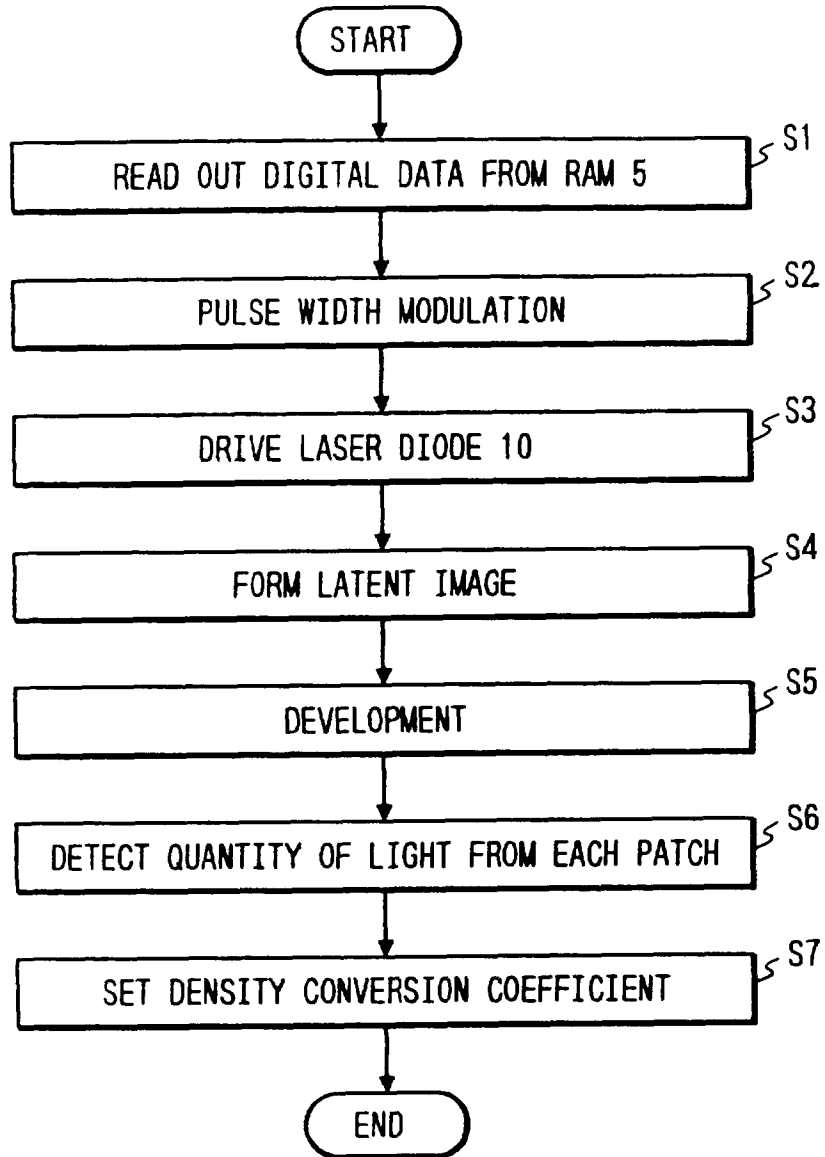 START
S1
READ OUT DIGITAL DATA FROM RAM 5
S2
PULSE WIDTH MODULATION
S3
DRIVE LASER DIODE 10
S4
FORM LATENT IMAGE
S5
DEVELOPMENT
S6
DETECT QUANTITY OF LIGHT FROM EACH PATCH
S7
SET DENSITY CONVERSION COEFFICIENT
END